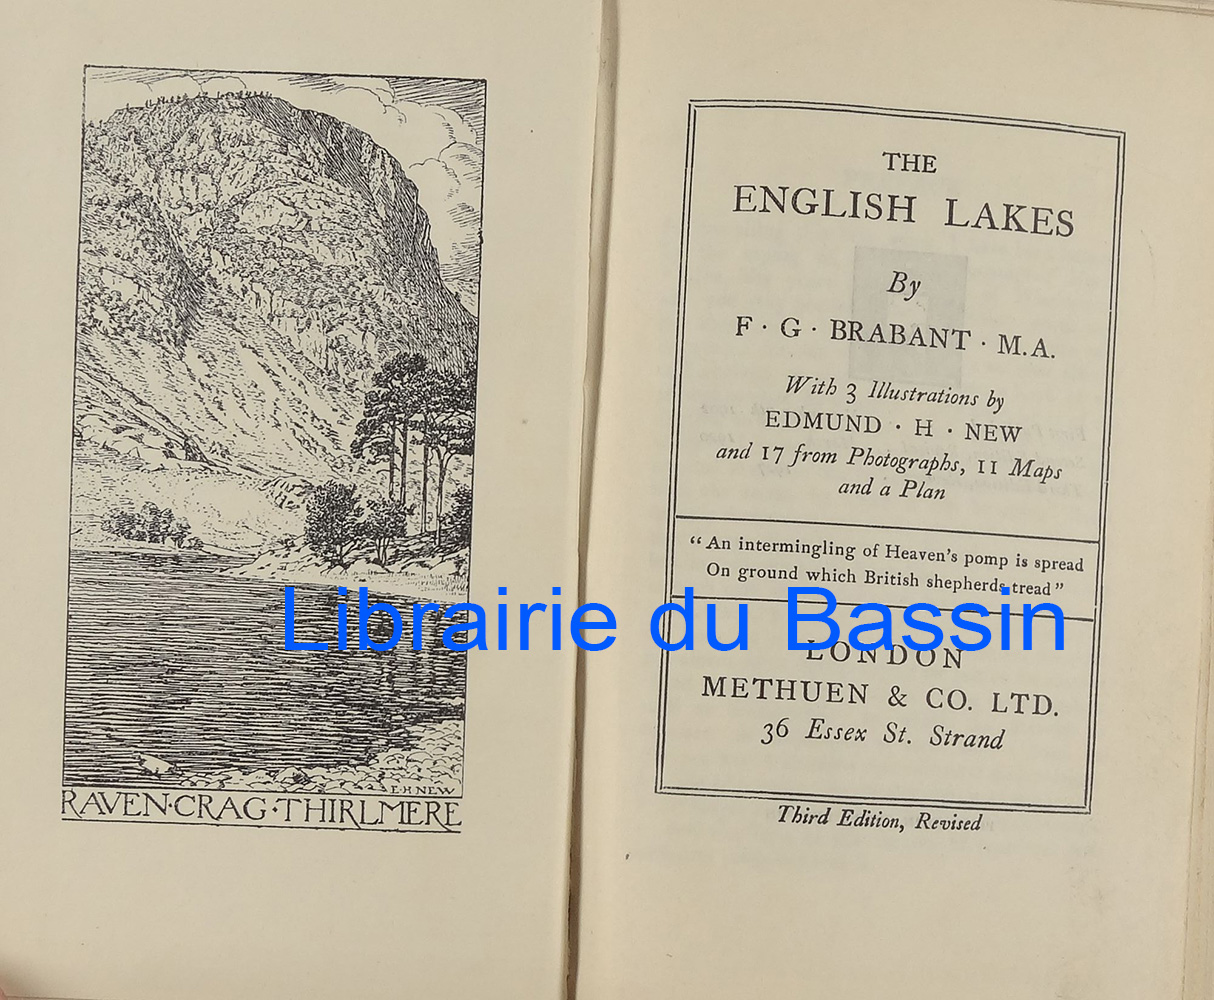 E·H·NEW
RAVEN·CRAG·THIRLMERE
THE
ENGLISH LAKES
By
F · G · BRABANT · M.A.
With 3 Illustrations by
EDMUND · H · NEW
and 17 from Photographs, 11 Maps
and a Plan
“An intermingling of Heaven's pomp is spread
On ground which British shepherds tread”
Librairie du Bassin
LONDON
METHUEN & CO. LTD.
36 Essex St. Strand
Third Edition, Revised